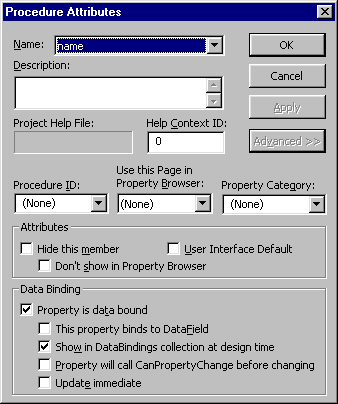 Procedure Attributes
Name: name
OK
Description:
Cancel
Apply
Project Help File: Help Context ID:
0
Advanced >>
Use this Page in
Procedure ID: Property Browser: Property Category:
(None) (None) (None)
Attributes
Hide this member User Interface Default
Don't show in Property Browser
Data Binding
Property is data bound
This property binds to DataField
Show in DataBindings collection at design time
Property will call CanPropertyChange before changing
Update immediate